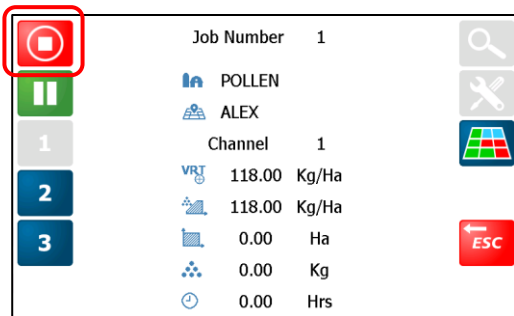 Job Number 1
POLLEN
ALEX
1
Channel 1
VRT 118.00 Kg/Ha
2
118.00 Kg/Ha
3
0.00 Ha
ESC
0.00 Kg
0.00 Hrs